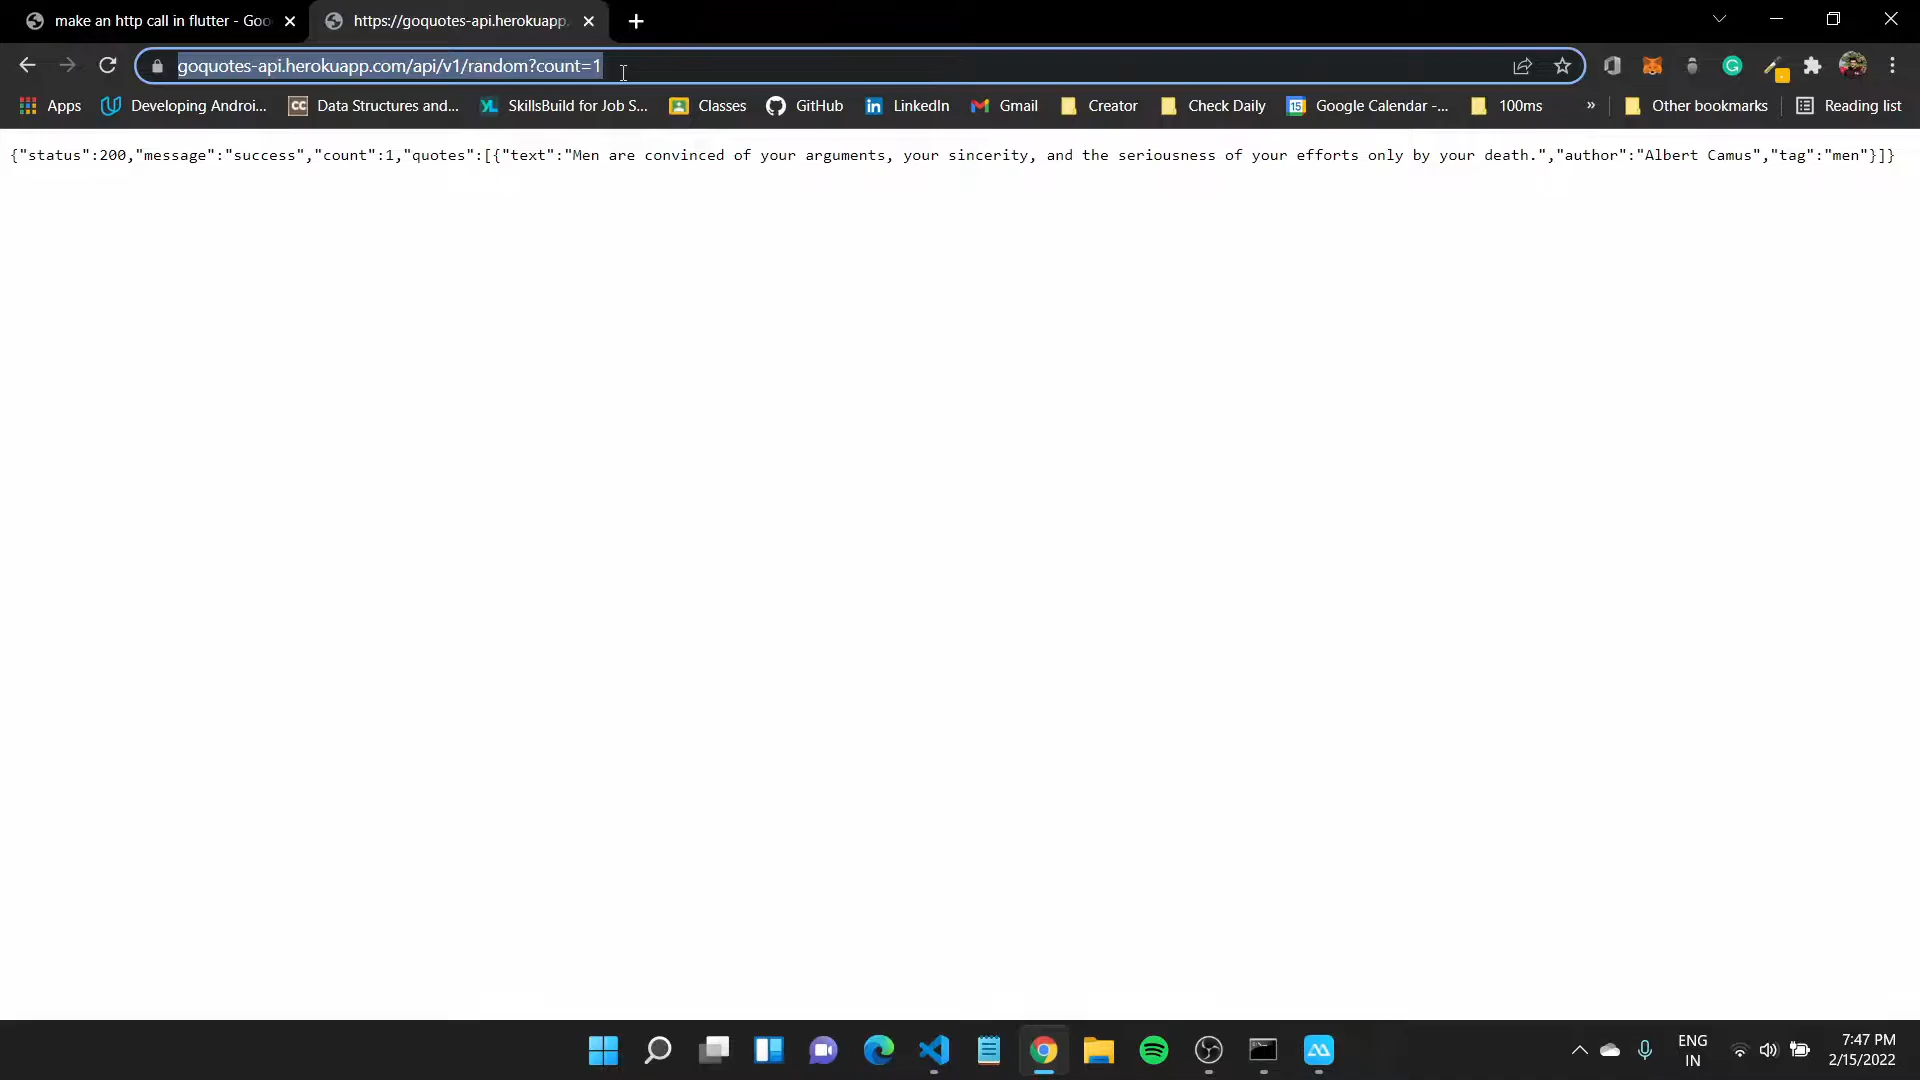 make an http call in flutter - Goo
https://goquotes-api.herokuapp.
goquotes-api.herokuapp.com/api/v1/random?count=1
Apps
Developing Androi...
CC
Data Structures and...
YL
SkillsBuild for Job S...
Classes
GitHub
in
LinkedIn
Gmail
Creator
Check Daily
15
Google Calendar -...
100ms
»
Other bookmarks
Reading list
{"status":200,"message":"success","count":1,"quotes":[{"text":"Men are convinced of your arguments, your sincerity, and the seriousness of your efforts only by your death.","author":"Albert Camus","tag":"men"}]}
ENG
IN
7:47 PM
2/15/2022